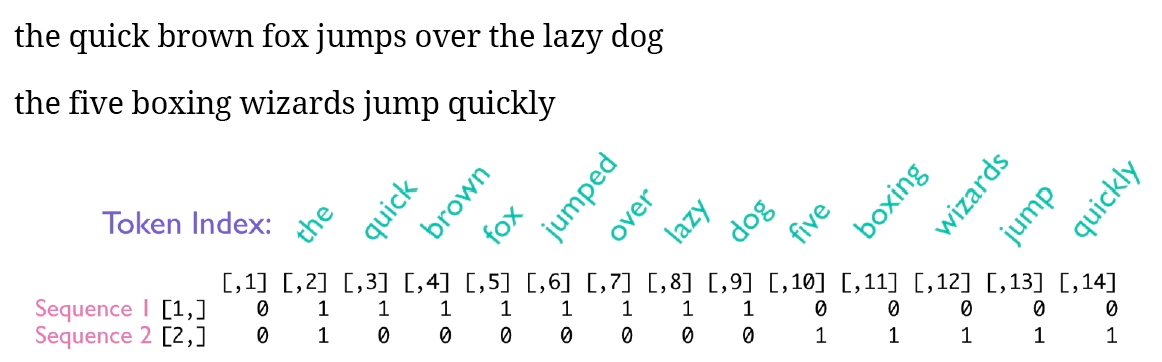 the quick brown fox jumps over the lazy dog
the five boxing wizards jump quickly
Token Index: the quick brown fox jumped over lazy dog five boxing wizards jump quickly
[,1] [,2] [,3] [,4] [,5] [,6] [,7] [,8] [,9] [,10] [,11] [,12] [,13] [,14]
Sequence 1 [1,] 0 1 1 1 1 1 1 1 1 0 0 0 0 0
Sequence 2 [2,] 0 1 0 0 0 0 0 0 0 1 1 1 1 1